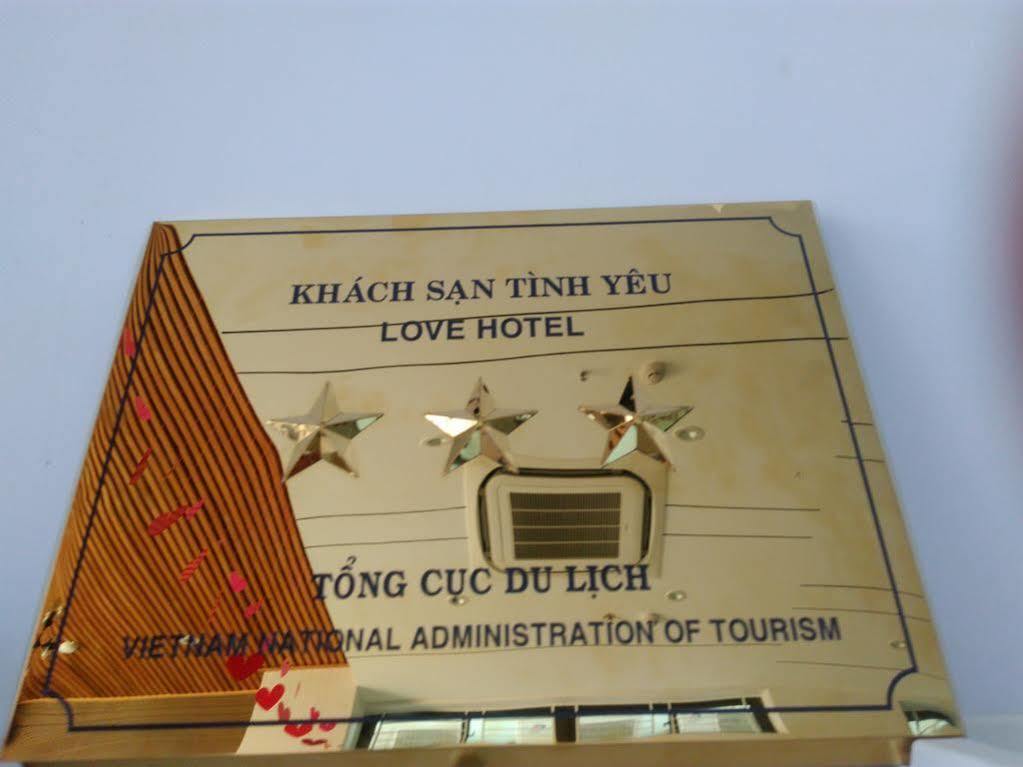 KHÁCH SẠN TÌNH YÊU
LOVE HOTEL
TỔNG CỤC DU LỊCH
VIETNAM NATIONAL ADMINISTRATION OF TOURISM